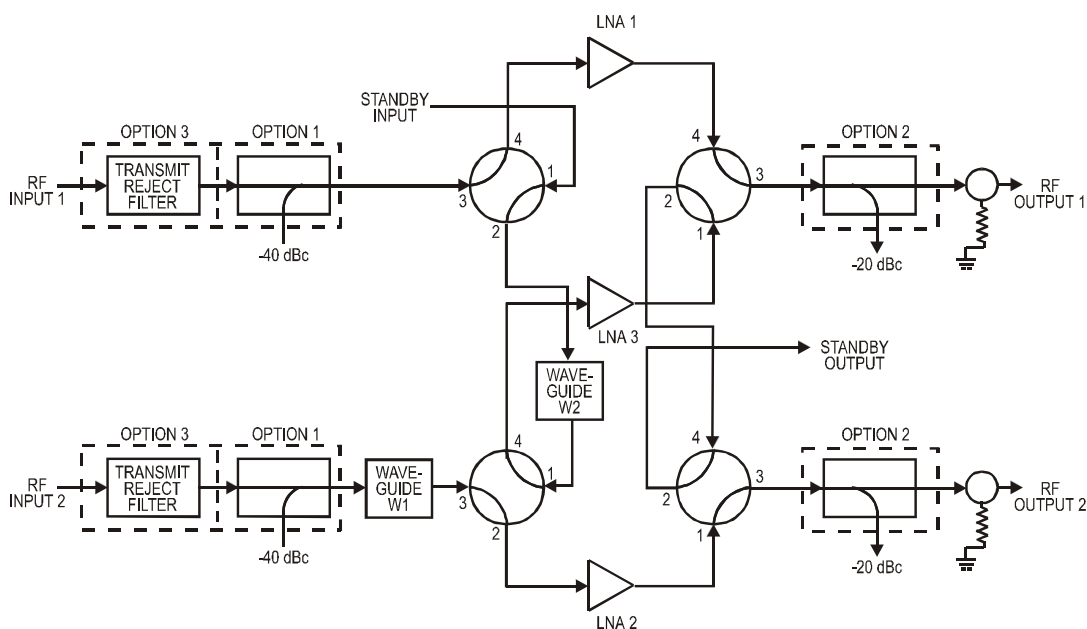 LNA 1
STANDBY
INPUT
OPTION 3
OPTION 1
4
4
OPTION 2
TRANSMIT
REJECT
FILTER
RF
INPUT 1
1
3
2
3
2
1
RF
OUTPUT 1
-40 dBc
-20 dBc
LNA 3
STANDBY
OUTPUT
WAVE-
GUIDE
W2
OPTION 3
OPTION 1
4
4
OPTION 2
TRANSMIT
REJECT
FILTER
RF
INPUT 2
WAVE-
GUIDE
W1
1
3
2
3
2
1
RF
OUTPUT 2
-40 dBc
-20 dBc
LNA 2